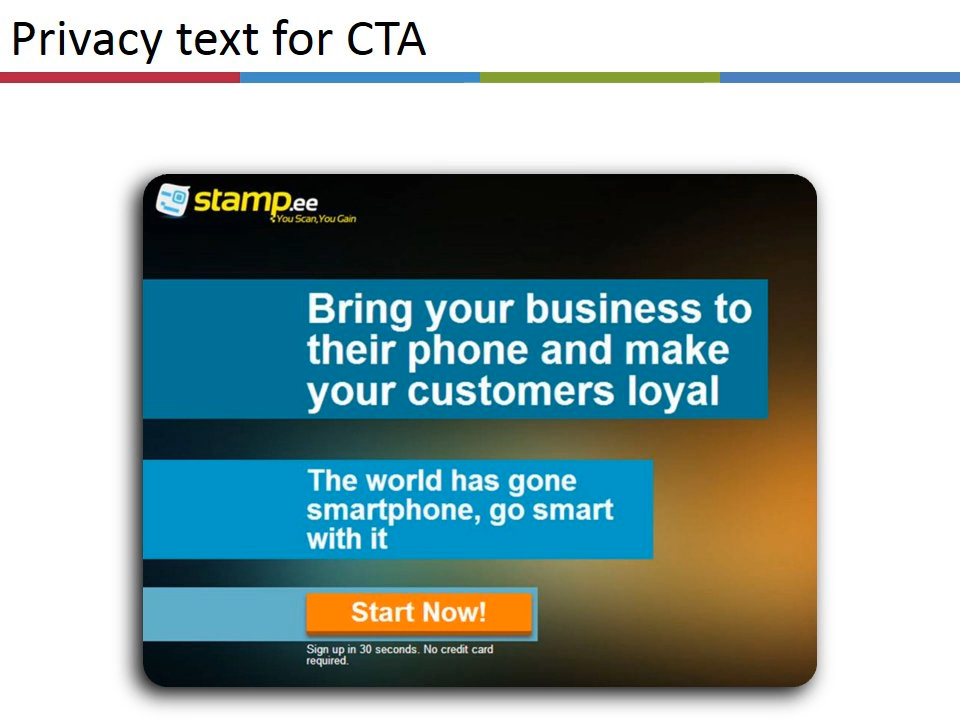 Privacy text for CTA
stamp.ee
You Scan, You Gain
Bring your business to
their phone and make
your customers loyal
The world has gone
smartphone, go smart
with it
Start Now!
Sign up in 30 seconds. No credit card
required.